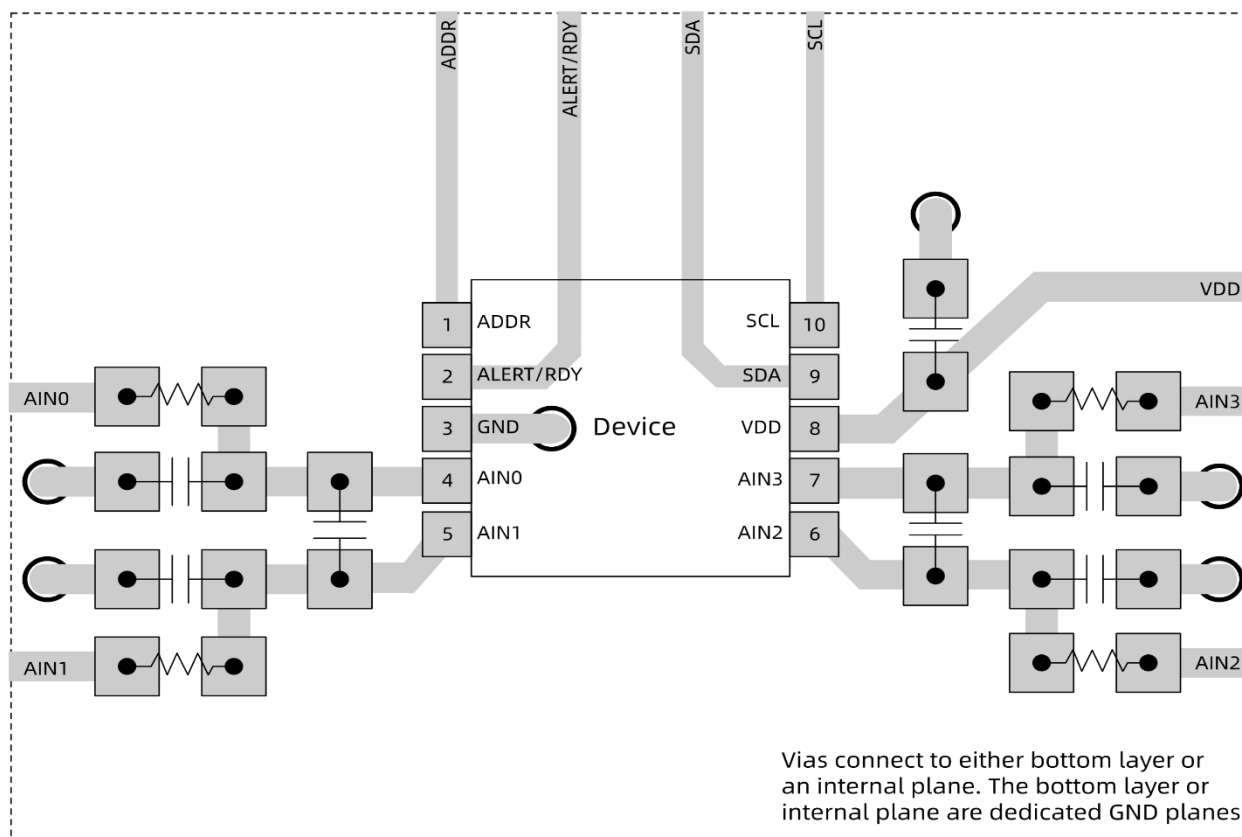 ADDR
ALERT/RDY
SDA
SCL
VDD
1 ADDR
SCL 10
2 ALERT/RDY
SDA 9
3 GND
Device
VDD 8
4 AIN0
AIN3 7
5 AIN1
AIN2 6
AIN0
AIN3
AIN1
AIN2
Vias connect to either bottom layer or
an internal plane. The bottom layer or
internal plane are dedicated GND planes